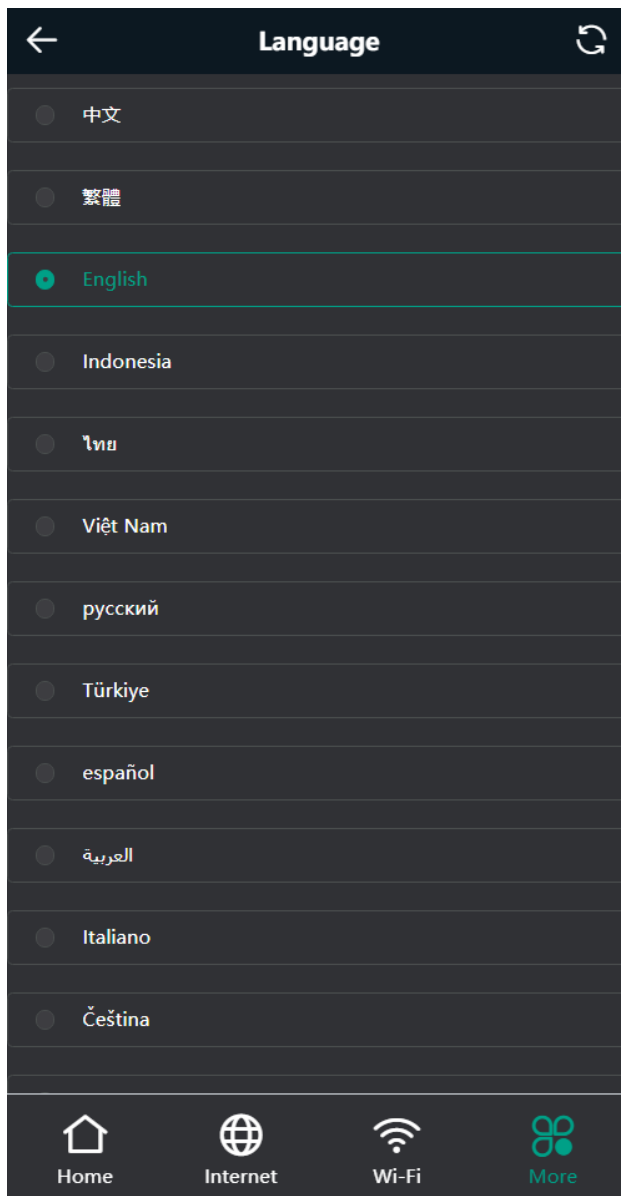 Language
中文
繁體
English
Indonesia
ไทย
Việt Nam
русский
Türkiye
español
العربية
Italiano
Čeština
Home
Internet
Wi-Fi
More